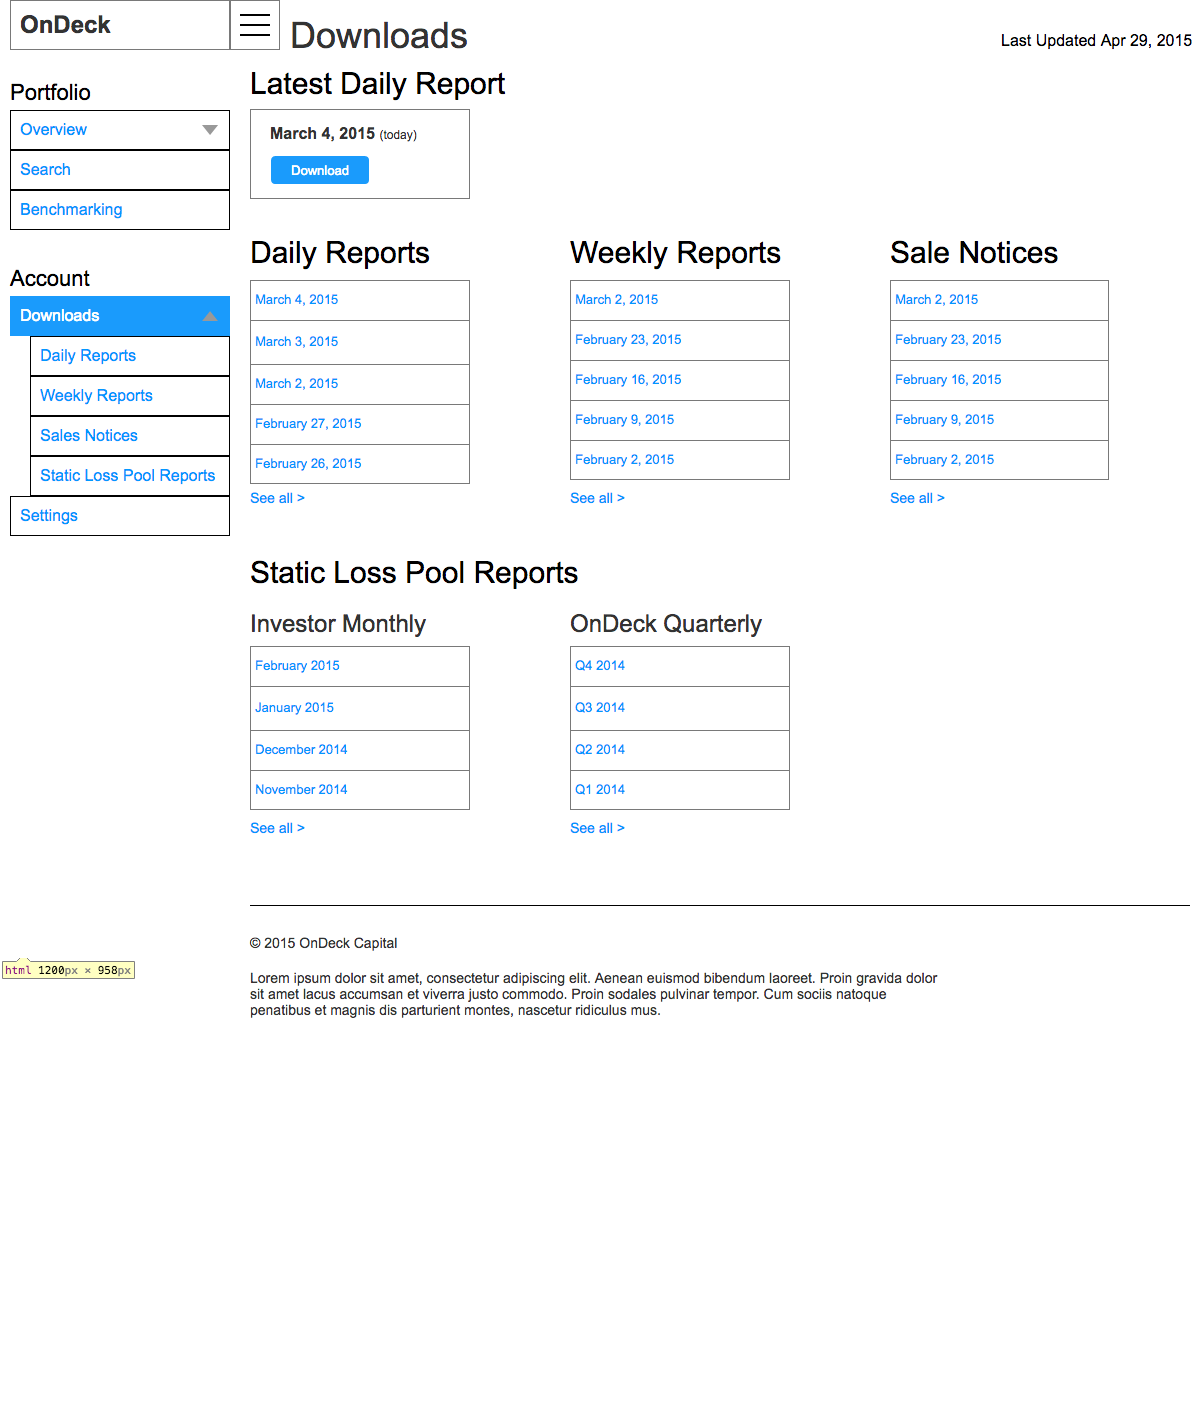 OnDeck
Downloads
Last Updated Apr 29, 2015
Portfolio
Overview
Search
Benchmarking
Account
Downloads
Daily Reports
Weekly Reports
Sales Notices
Static Loss Pool Reports
Settings
Latest Daily Report
March 4, 2015 (today)
Download
Daily Reports
March 4, 2015
March 3, 2015
March 2, 2015
February 27, 2015
February 26, 2015
See all >
Weekly Reports
March 2, 2015
February 23, 2015
February 16, 2015
February 9, 2015
February 2, 2015
See all >
Sale Notices
March 2, 2015
February 23, 2015
February 16, 2015
February 9, 2015
February 2, 2015
See all >
Static Loss Pool Reports
Investor Monthly
February 2015
January 2015
December 2014
November 2014
See all >
OnDeck Quarterly
Q4 2014
Q3 2014
Q2 2014
Q1 2014
See all >
© 2015 OnDeck Capital
html 1200px × 958px
Lorem ipsum dolor sit amet, consectetur adipiscing elit. Aenean euismod bibendum laoreet. Proin gravida dolor
sit amet lacus accumsan et viverra justo commodo. Proin sodales pulvinar tempor. Cum sociis natoque
penatibus et magnis dis parturient montes, nascetur ridiculus mus.